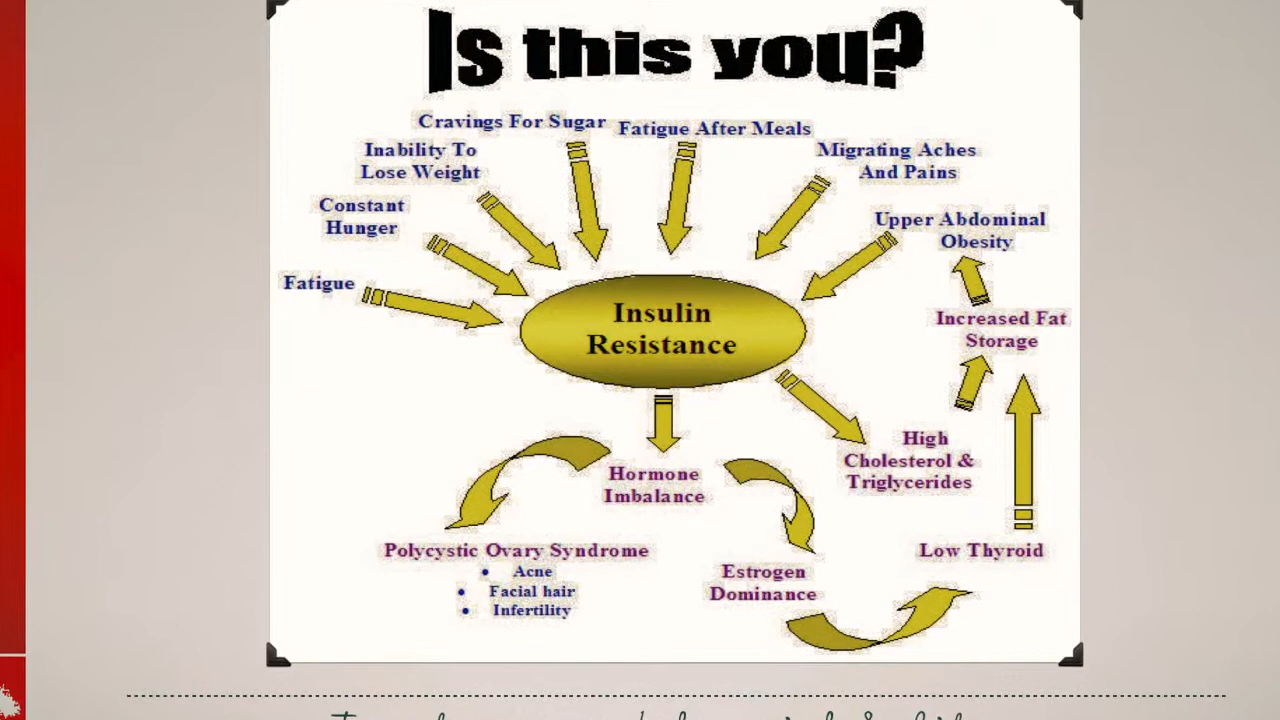 Is this you?
Cravings For Sugar
Fatigue After Meals
Inability To
Lose Weight
Migrating Aches
And Pains
Constant
Hunger
Upper Abdominal
Obesity
Fatigue
Insulin
Resistance
Increased Fat
Storage
High
Cholesterol &
Triglycerides
Hormone
Imbalance
Polycystic Ovary Syndrome
• Acne
• Facial hair
• Infertility
Estrogen
Dominance
Low Thyroid